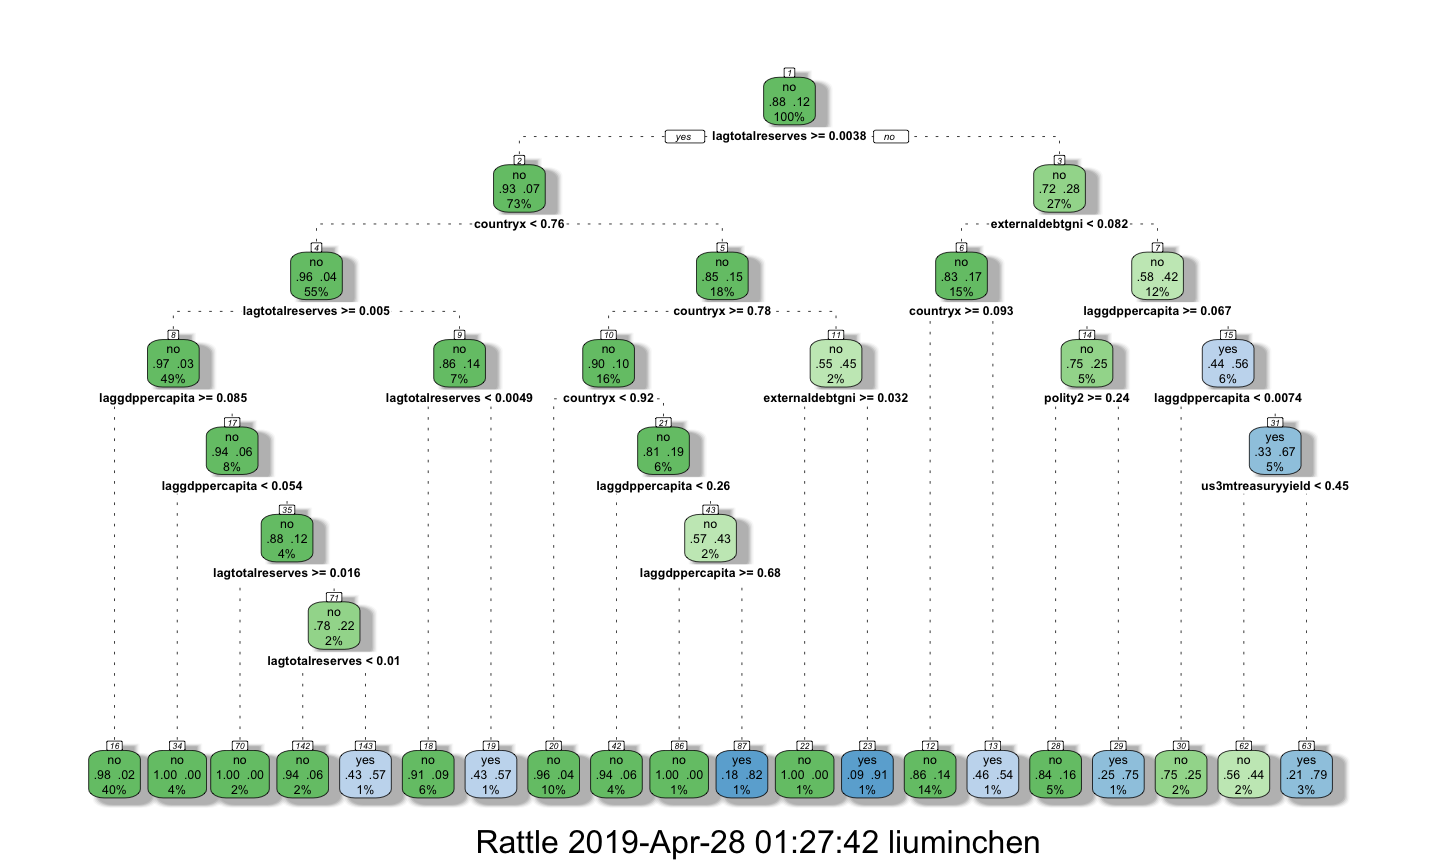 1
no
.88 .12
100%
yes lagtotalreserves >= 0.0038 no
2
no
.93 .07
73%
3
no
.72 .28
27%
countryx < 0.76
externaldebtgni < 0.082
4
no
.96 .04
55%
5
no
.85 .15
18%
6
no
.83 .17
15%
7
no
.58 .42
12%
lagtotalreserves >= 0.005
countryx >= 0.78
countryx >= 0.093
laggdppercapita >= 0.067
8
no
.97 .03
49%
9
no
.86 .14
7%
10
no
.90 .10
16%
11
no
.55 .45
2%
14
no
.75 .25
5%
15
yes
.44 .56
6%
laggdppercapita >= 0.085
lagtotalreserves < 0.0049
countryx < 0.92
externaldebtgni >= 0.032
polity2 >= 0.24
laggdppercapita < 0.0074
17
no
.94 .06
8%
21
no
.81 .19
6%
31
yes
.33 .67
5%
laggdppercapita < 0.054
laggdppercapita < 0.26
us3mtreasuryyield < 0.45
35
no
.88 .12
4%
43
no
.57 .43
2%
lagtotalreserves >= 0.016
laggdppercapita >= 0.68
71
no
.78 .22
2%
lagtotalreserves < 0.01
16
no
.98 .02
40%
34
no
1.00 .00
4%
70
no
1.00 .00
2%
142
no
.94 .06
2%
143
yes
.43 .57
1%
18
no
.91 .09
6%
19
yes
.43 .57
1%
20
no
.96 .04
10%
42
no
.94 .06
4%
86
no
1.00 .00
1%
87
yes
.18 .82
1%
22
no
1.00 .00
1%
23
yes
.09 .91
1%
12
no
.86 .14
14%
13
yes
.46 .54
1%
28
no
.84 .16
5%
29
yes
.25 .75
1%
30
no
.75 .25
2%
62
no
.56 .44
2%
63
yes
.21 .79
3%
Rattle 2019-Apr-28 01:27:42 liuminchen